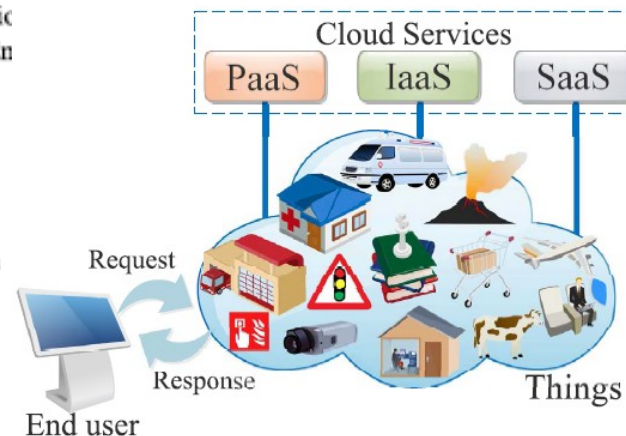 Cloud Services
PaaS IaaS SaaS
Request
Response
Things
End user